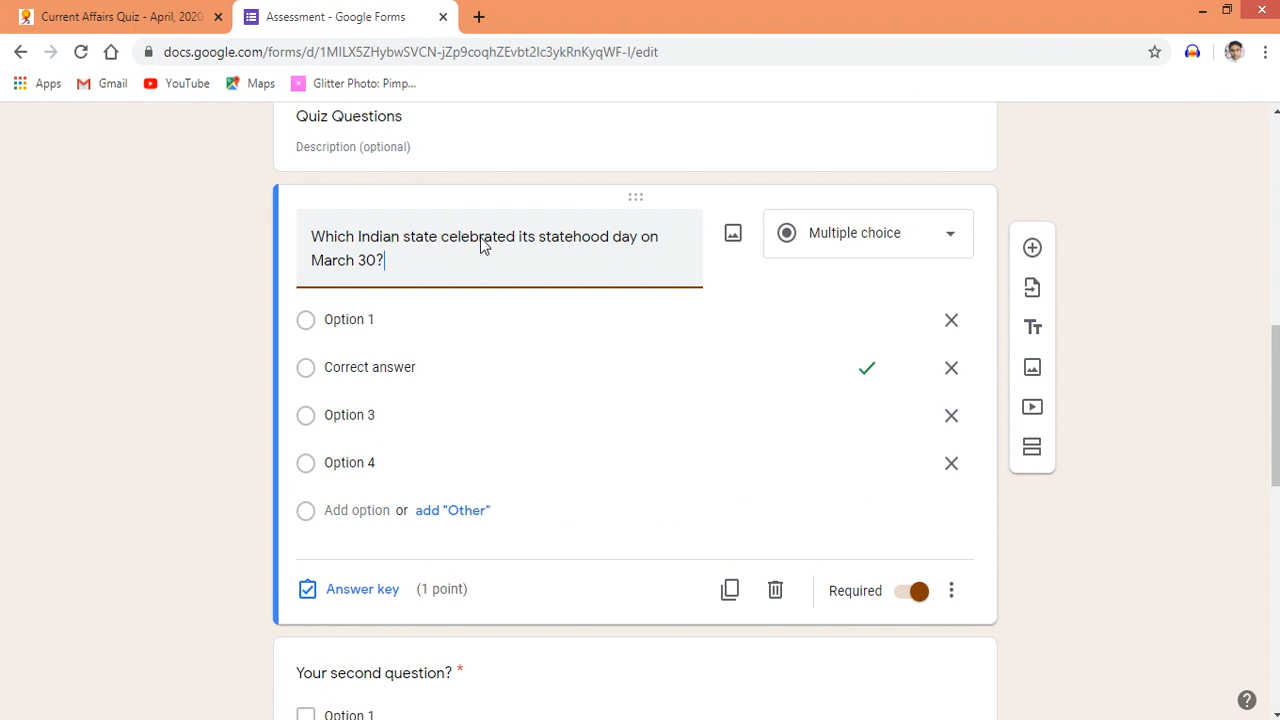 Current Affairs Quiz - April, 2020
Assessment - Google Forms
docs.google.com/forms/d/1MILX5ZHybwSVCN-jZp9coqhZEvbt2Ic3ykRnKyqWF-I/edit
Apps
Gmail
YouTube
Maps
Glitter Photo: Pimp...
Quiz Questions
Description (optional)
Which Indian state celebrated its statehood day on
March 30?
Multiple choice
Option 1
Correct answer
Option 3
Option 4
Add option or add "Other"
Answer key (1 point)
Required
Your second question? *
Option 1